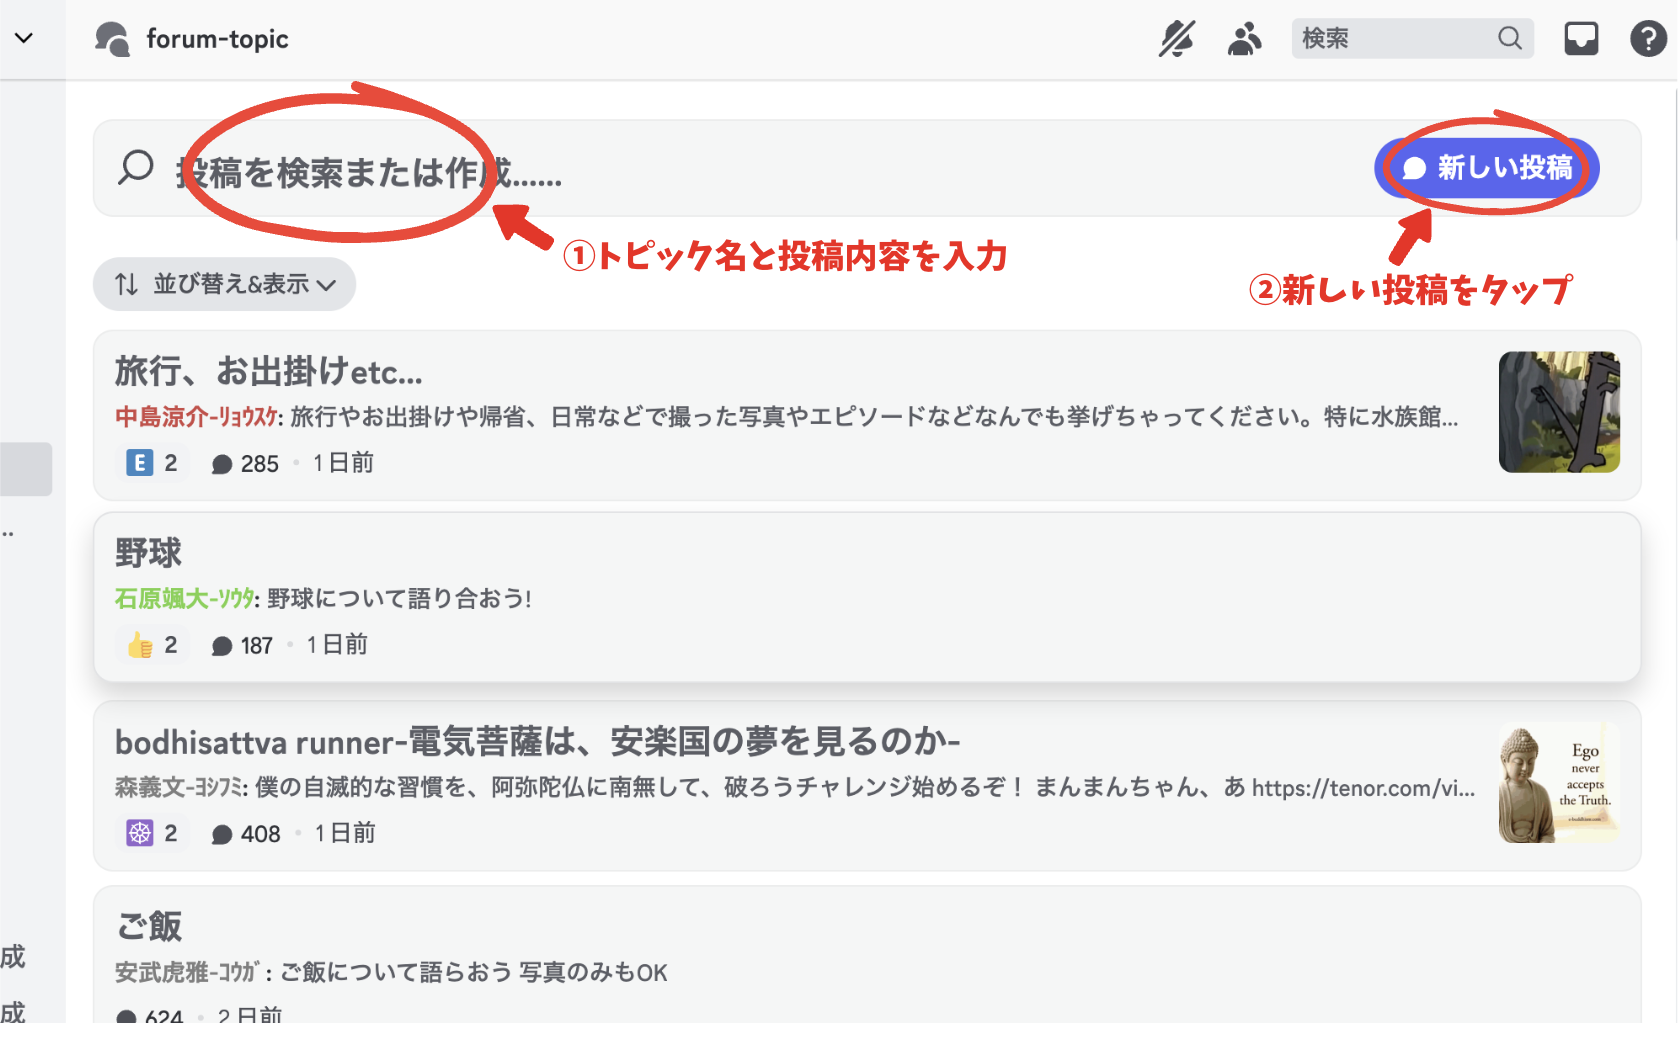 forum-topic
検索
投稿を検索または作成......
新しい投稿
①トピック名と投稿内容を入力
②新しい投稿をタップ
並び替え&表示
旅行、お出掛けetc...
中島涼介-ﾘｮｳｽｹ: 旅行やお出掛けや帰省、日常などで撮った写真やエピソードなどなんでも挙げちゃってください。特に水族館...
E 2 285 • 1日前
野球
石原颯大-ｿｳﾀ: 野球について語り合おう!
2 187 • 1日前
bodhisattva runner-電気菩薩は、安楽国の夢を見るのか-
森義文-ﾖｼﾌﾐ: 僕の自滅的な習慣を、阿弥陀仏に南無して、破ろうチャレンジ始めるぞ！ まんまんちゃん、あ https://tenor.com/vi...
Ego
never
accepts
the Truth.
2 408 • 1日前
ご飯
安武虎雅-ｺｳｶﾞ : ご飯について語らおう 写真のみもOK
624 • 2日前
..
成
成